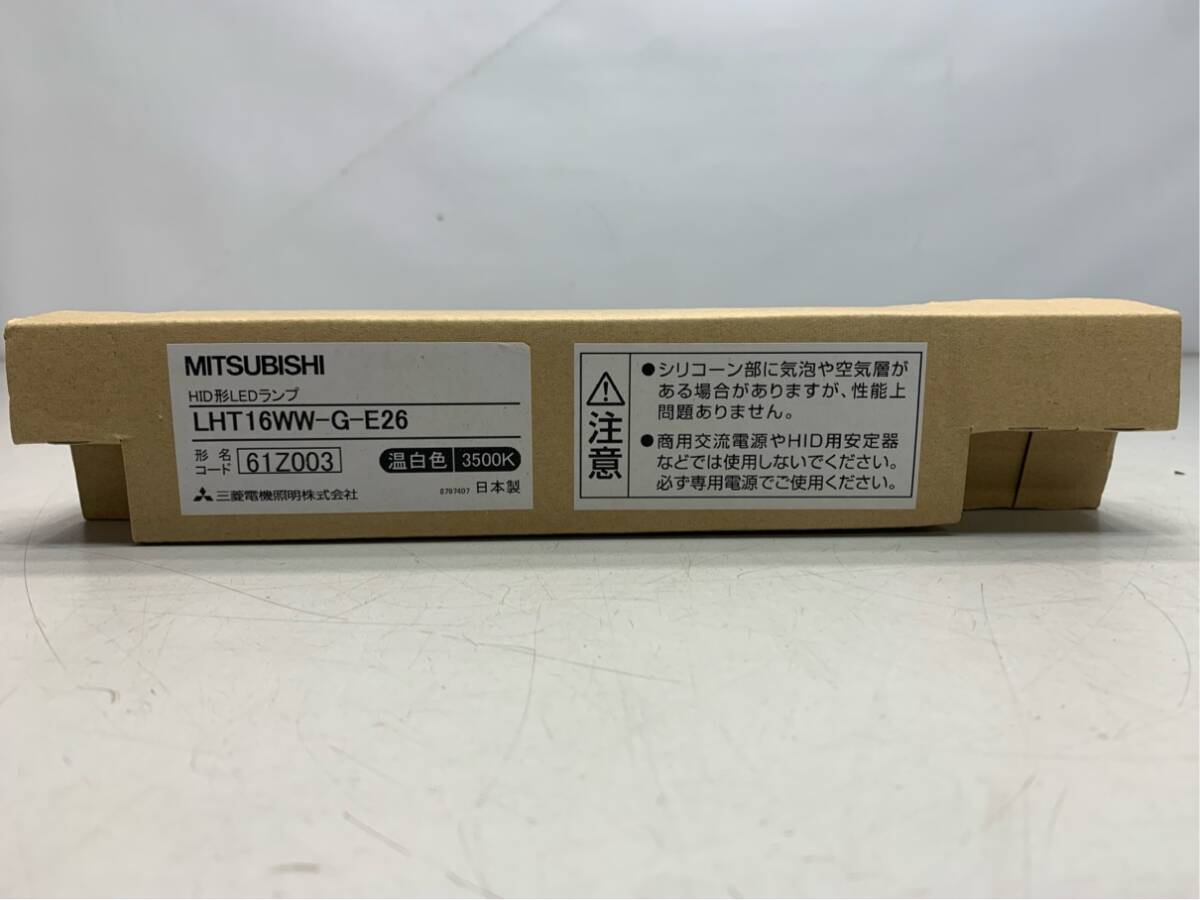 MITSUBISHI
HID形LEDランプ
LHT16WW-G-E26
形名コード 61Z003 温白色 3500K
三菱電機照明株式会社 8797407 日本製
注意
●シリコーン部に気泡や空気層が
ある場合がありますが、性能上
問題ありません。
●商用交流電源やHID用安定器
などでは使用しないでください。
必ず専用電源でご使用ください。